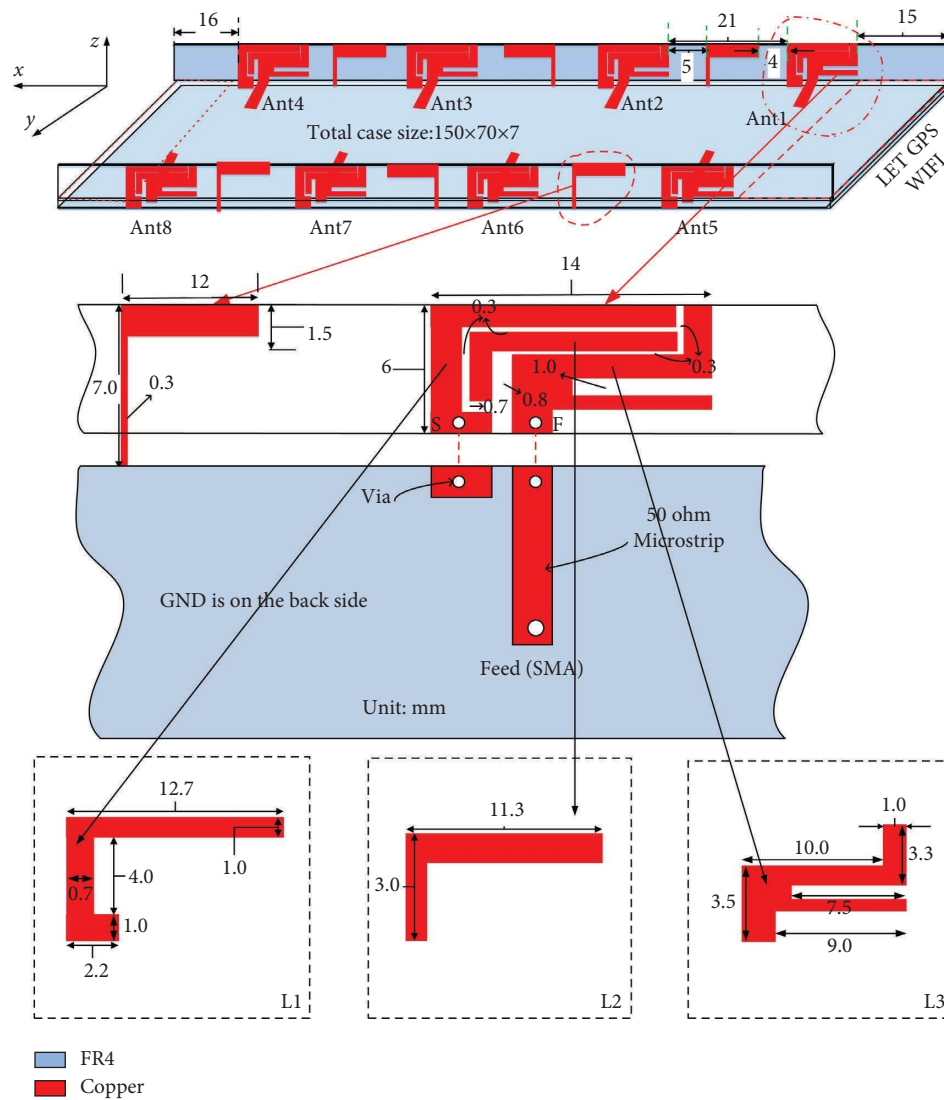 16
21
15
z
x
y
5
4
Ant4
Ant3
Ant2
Ant1
Total case size:150×70×7
LET GPS
WIFI
Ant8
Ant7
Ant6
Ant5
12
14
1.5
0.3
7.0
0.3
6
1.0
0.3
0.7
0.8
S
F
Via
50 ohm
Microstrip
GND is on the back side
Feed (SMA)
Unit: mm
12.7
1.0
4.0
0.7
1.0
2.2
L1
11.3
3.0
L2
1.0
10.0
3.3
3.5
7.5
9.0
L3
FR4
Copper